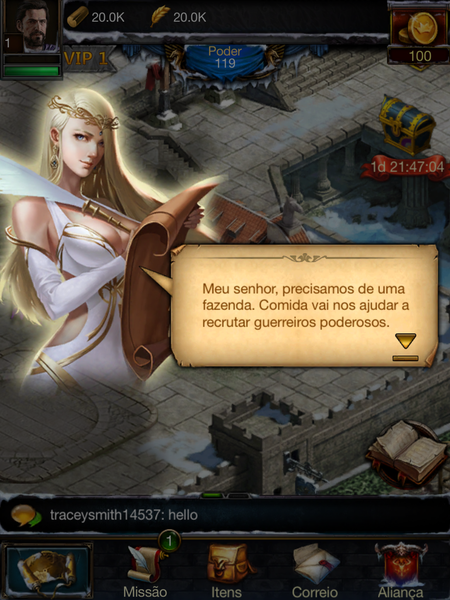 20.0K
20.0K
1
VIP 1
Poder
119
100
1d 21:47:04
Meu senhor, precisamos de uma
fazenda. Comida vai nos ajudar a
recrutar guerreiros poderosos.
traceysmith14537: hello
1
Missão
Itens
Correio
Aliança